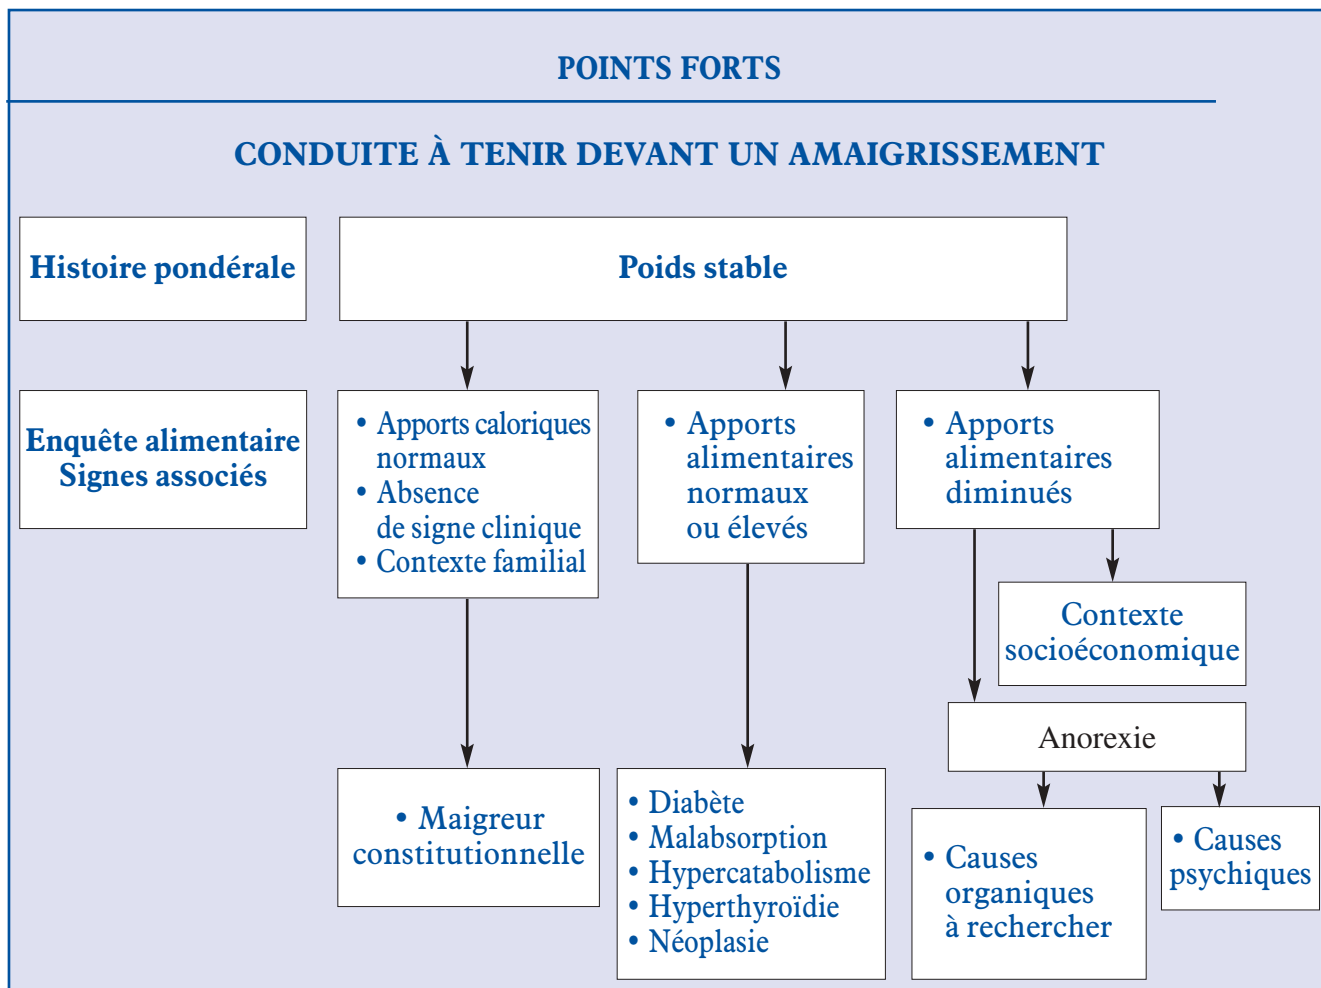 POINTS FORTS
CONDUITE À TENIR DEVANT UN AMAIGRISSEMENT
Histoire pondérale
Poids stable
Enquête alimentaire
Signes associés
• Apports caloriques
normaux
• Absence
de signe clinique
• Contexte familial
• Apports
alimentaires
normaux
ou élevés
• Apports
alimentaires
diminués
Contexte
socioéconomique
Anorexie
• Maigreur
constitutionnelle
• Diabète
• Malabsorption
• Hypercatabolisme
• Hyperthyroïdie
• Néoplasie
• Causes
organiques
à rechercher
• Causes
psychiques